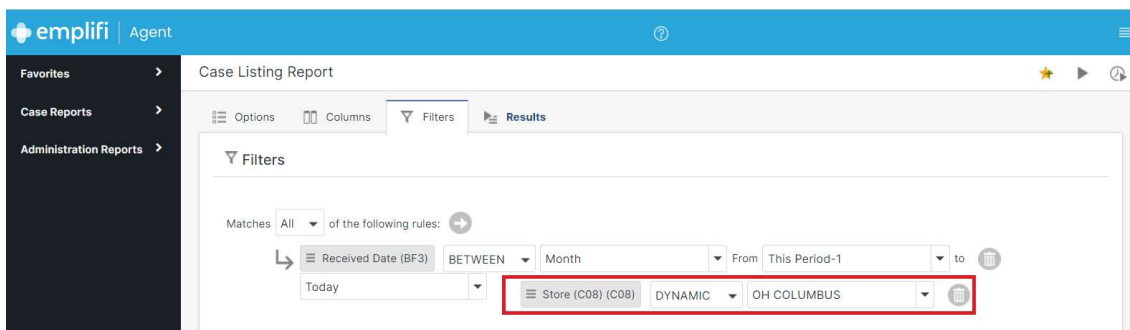 emplifi Agent
Favorites
Case Reports
Administration Reports
Case Listing Report
Options Columns Filters Results
Filters
Matches All of the following rules:
Received Date (BF3) BETWEEN Month From This Period-1 to
Today Store (C08) (C08) DYNAMIC OH COLUMBUS